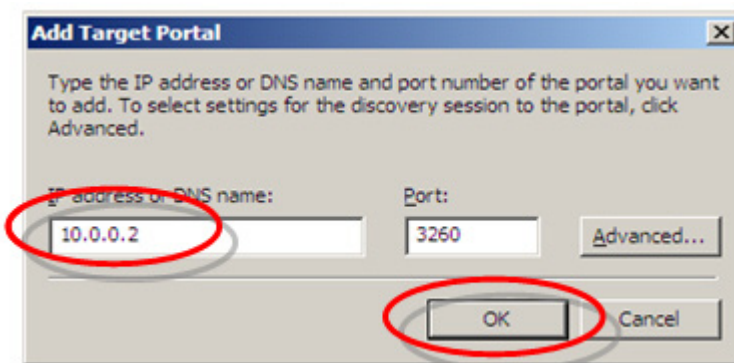 Add Target Portal
Type the IP address or DNS name and port number of the portal you want
to add. To select settings for the discovery session to the portal, click
Advanced.
IP address or DNS name:
Port:
10.0.0.2
3260
Advanced...
OK
Cancel